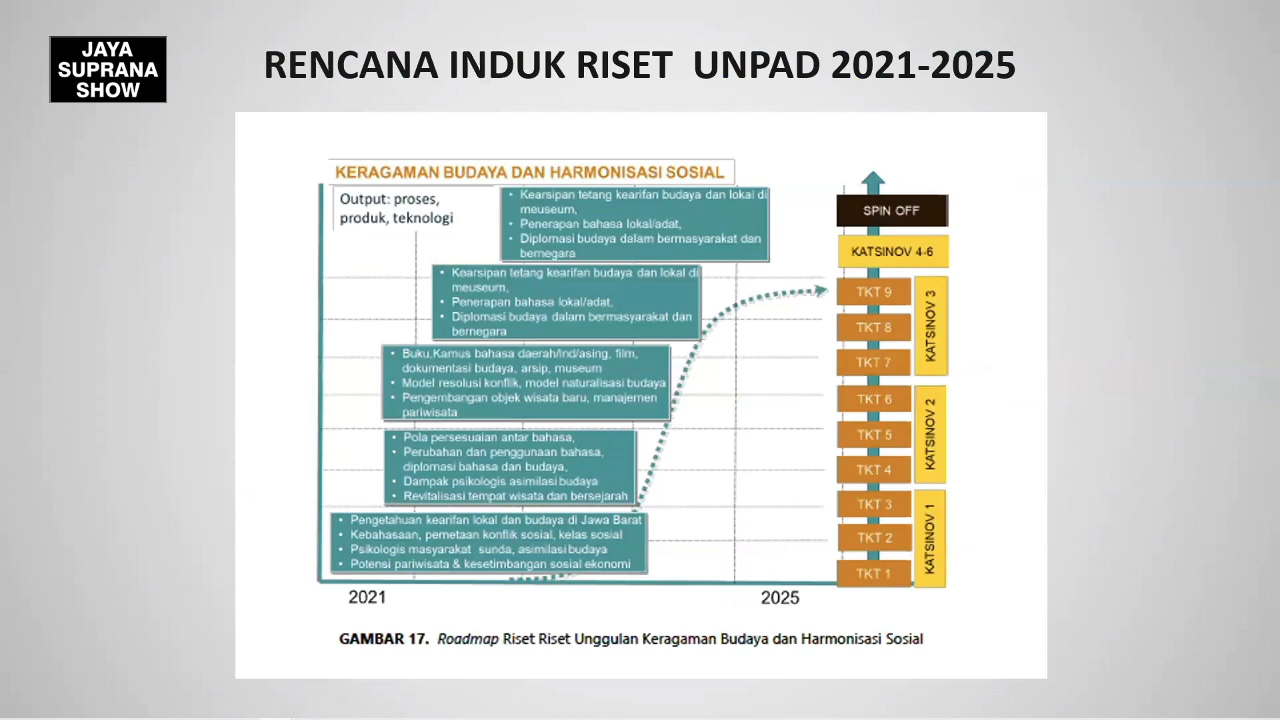 JAYA
SUPRANA
SHOW
RENCANA INDUK RISET UNPAD 2021-2025
KERAGAMAN BUDAYA DAN HARMONISASI SOSIAL
Output: proses,
produk, teknologi
• Kearsipan tetang kearifan budaya dan lokal di
meuseum,
• Penerapan bahasa lokal/adat,
• Diplomasi budaya dalam bermasyarakat dan
bernegara
• Kearsipan tetang kearifan budaya dan lokal di
meuseum,
• Penerapan bahasa lokal/adat,
• Diplomasi budaya dalam bermasyarakat dan
bernegara
• Buku,Kamus bahasa daerah/Ind/asing, film,
dokumentasi budaya, arsip, museum
• Model resolusi konflik, model naturalisasi budaya
• Pengembangan objek wisata baru, manajemen
pariwisata
• Pola persesuaian antar bahasa,
• Perubahan dan penggunaan bahasa,
diplomasi bahasa dan budaya,
• Dampak psikologis asimilasi budaya
• Revitalisasi tempat wisata dan bersejarah
• Pengetahuan kearifan lokal dan budaya di Jawa Barat
• Kebahasaan, pemetaan konflik sosial, kelas sosial
• Psikologis masyarakat sunda, asimilasi budaya
• Potensi pariwisata & kesetimbangan sosial ekonomi
2021
2025
SPIN OFF
KATSINOV 4-6
TKT 9
TKT 8
TKT 7
KATSINOV 3
TKT 6
TKT 5
TKT 4
KATSINOV 2
TKT 3
TKT 2
TKT 1
KATSINOV 1
GAMBAR 17. Roadmap Riset Riset Unggulan Keragaman Budaya dan Harmonisasi Sosial